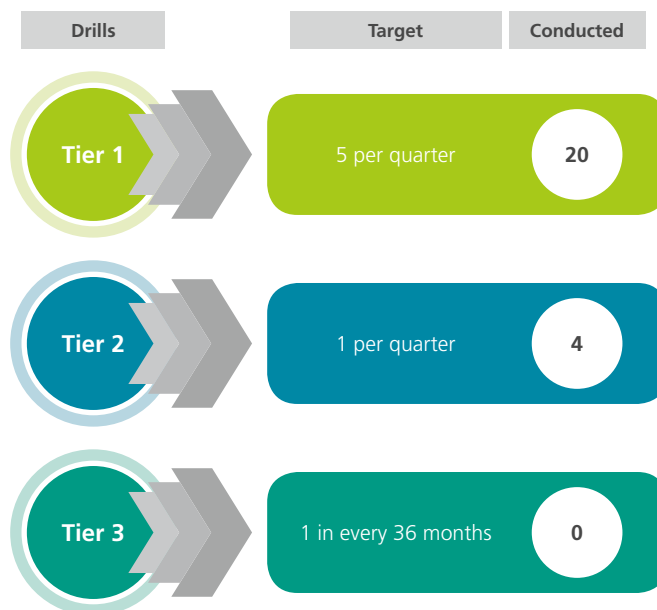 Drills
Target
Conducted
Tier 1
5 per quarter
20
Tier 2
1 per quarter
4
Tier 3
1 in every 36 months
0